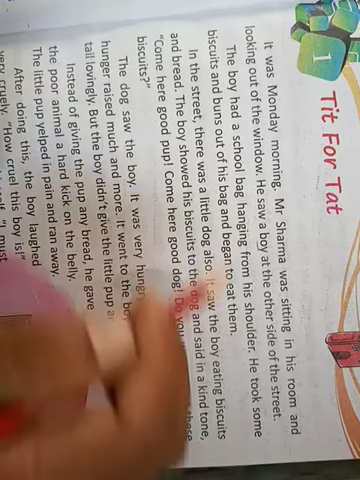 1
Tit For Tat
It was Monday morning. Mr Sharma was sitting in his room and
looking out of the window. He saw a boy at the other side of the street.
The boy had a school bag hanging from his shoulder. He took some
biscuits and buns out of his bag and began to eat them.
In the street, there was a little dog also. It saw the boy eating biscuits
and bread. The boy showed his biscuits to the dog and said in a kind tone,
"Come here good pup! Come here good dog! Do you these
biscuits?"
The dog saw the boy. It was very hungry
hunger raised much and more. It went to the boy
tail lovingly. But the boy didn't give the little pup
Instead of giving the pup any bread, he gave
the poor animal a hard kick on the belly.
The little pup yelped in pain and ran away.
After doing this, the boy laughed
very cruelly. "How cruel this boy is!"
"I must